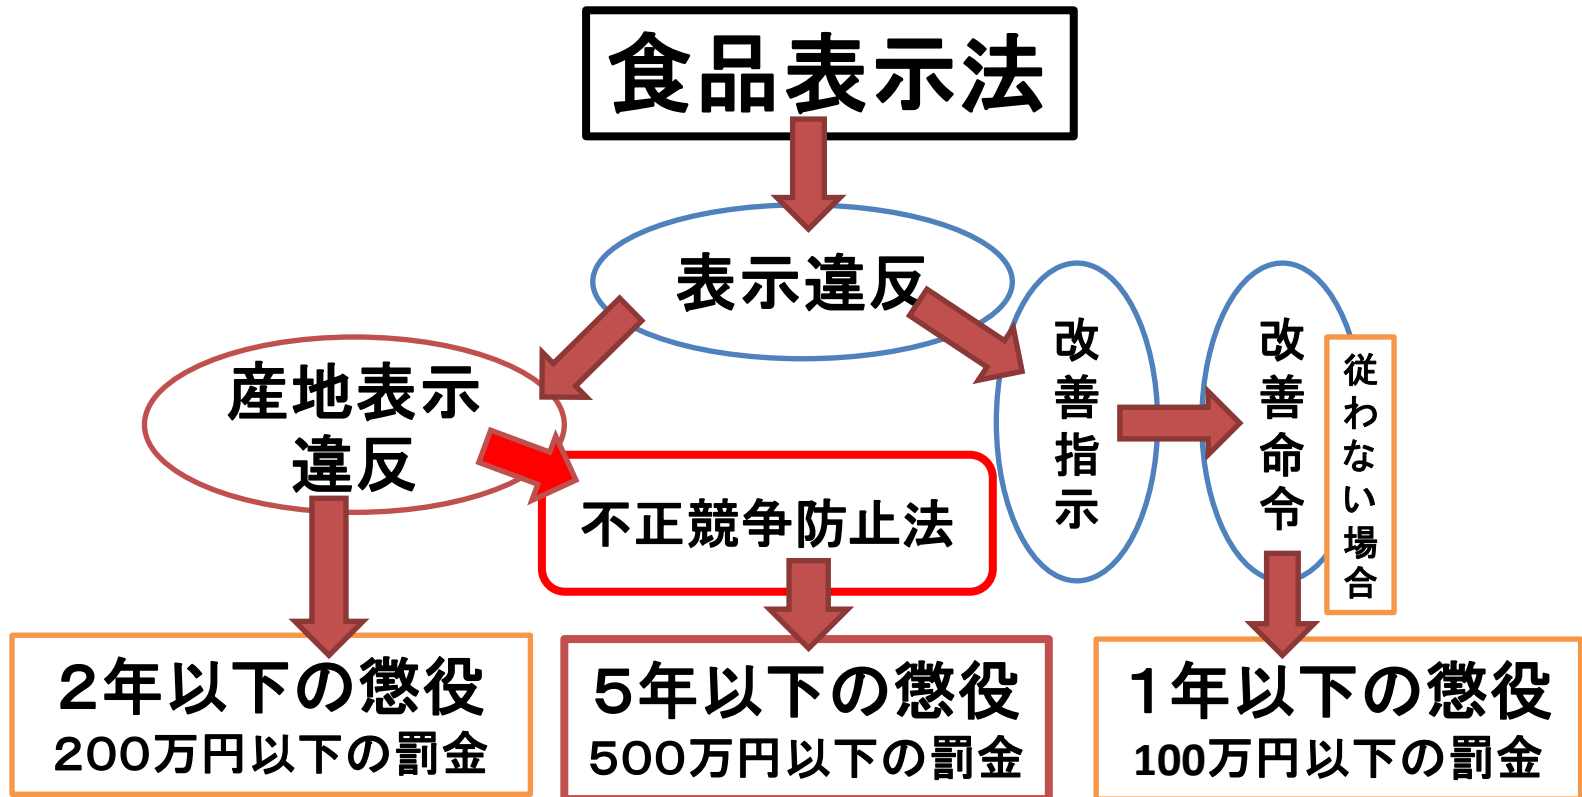 食品表示法
表示違反
産地表示
違反
不正競争防止法
改善指示
改善命令
従わない場合
２年以下の懲役
２００万円以下の罰金
５年以下の懲役
５００万円以下の罰金
１年以下の懲役
100万円以下の罰金